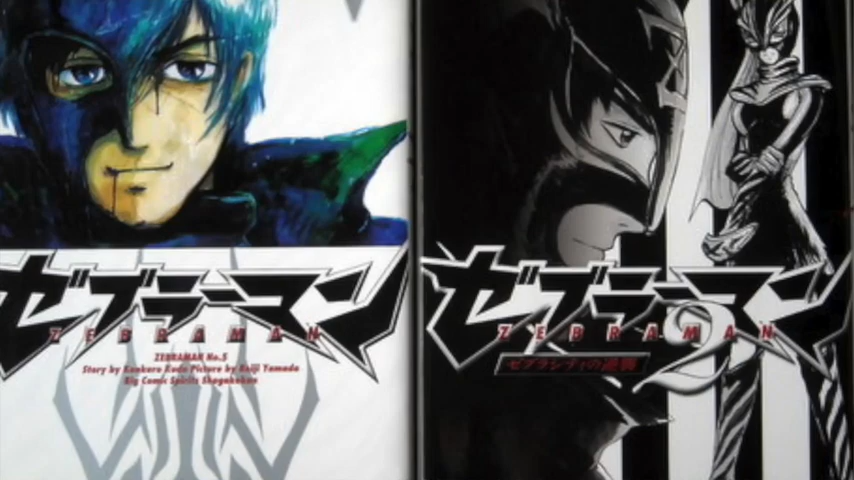 ゼブラーマン
ZEBRAMAN
ZEBRAMAN No.5
Story by Kankuro Kudo Picture by Reiji Yamada
Big Comic Spirits Shogakukan
ゼブラーマン2
ZEBRAMAN
ゼブラシティの逆襲